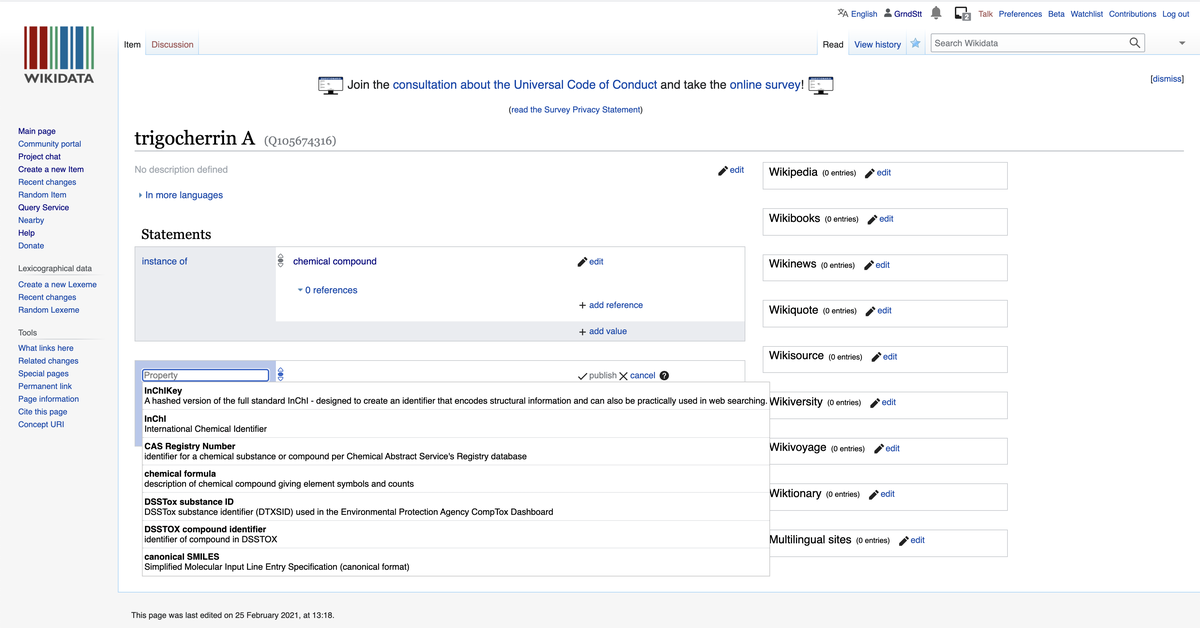 English GrndStt 2 Talk Preferences Beta Watchlist Contributions Log out
WIKIDATA
Item Discussion Read View history Search Wikidata
Join the consultation about the Universal Code of Conduct and take the online survey!
[dismiss]
(read the Survey Privacy Statement)
Main page
Community portal
Project chat
Create a new Item
Recent changes
Random Item
Query Service
Nearby
Help
Donate
Lexicographical data
Create a new Lexeme
Recent changes
Random Lexeme
Tools
What links here
Related changes
Special pages
Permanent link
Page information
Cite this page
Concept URI
trigocherrin A (Q105674316)
No description defined edit
In more languages
Statements
instance of chemical compound edit
0 references
+ add reference
+ add value
Property publish cancel ?
InChIKey
A hashed version of the full standard InChI - designed to create an identifier that encodes structural information and can also be practically used in web searching.
InChI
International Chemical Identifier
CAS Registry Number
identifier for a chemical substance or compound per Chemical Abstract Service's Registry database
chemical formula
description of chemical compound giving element symbols and counts
DSSTox substance ID
DSSTox substance identifier (DTXSID) used in the Environmental Protection Agency CompTox Dashboard
DSSTOX compound identifier
identifier of compound in DSSTOX
canonical SMILES
Simplified Molecular Input Line Entry Specification (canonical format)
Wikipedia (0 entries) edit
Wikibooks (0 entries) edit
Wikinews (0 entries) edit
Wikiquote (0 entries) edit
Wikisource (0 entries) edit
Wikiversity (0 entries) edit
Wikivoyage (0 entries) edit
Wiktionary (0 entries) edit
Multilingual sites (0 entries) edit
This page was last edited on 25 February 2021, at 13:18.